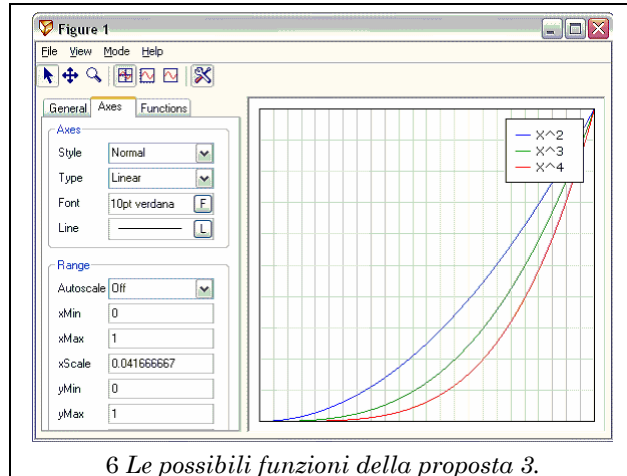 Figure 1
File View Mode Help
General Axes Functions
Axes
Style Normal
Type Linear
Font 10pt verdana F
Line L
Range
Autoscale Off
xMin 0
xMax 1
xScale 0.041666667
yMin 0
yMax 1
X^2
X^3
X^4
6 Le possibili funzioni della proposta 3.